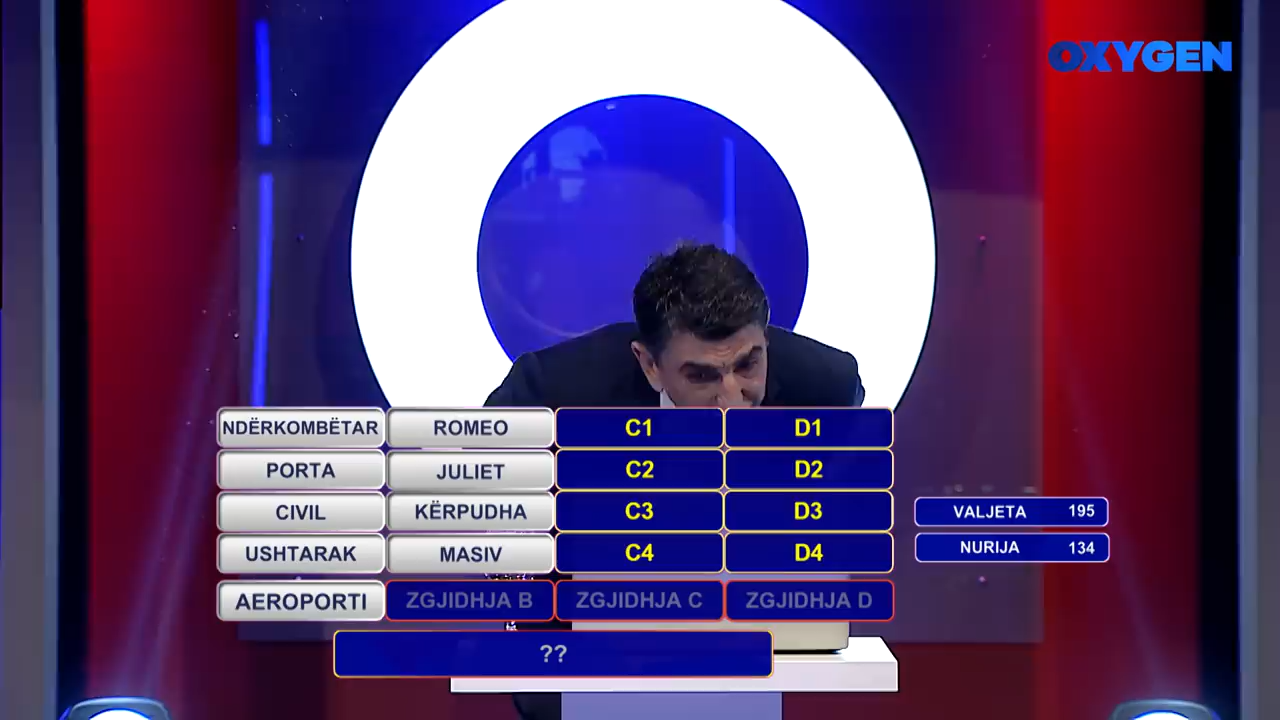 OXYGEN
NDËRKOMBËTAR ROMEO C1 D1
PORTA JULIET C2 D2
CIVIL KËRPUDHA C3 D3
USHTARAK MASIV C4 D4
AEROPORTI ZGJIDHJA B ZGJIDHJA C ZGJIDHJA D
??
VALJETA 195
NURIJA 134